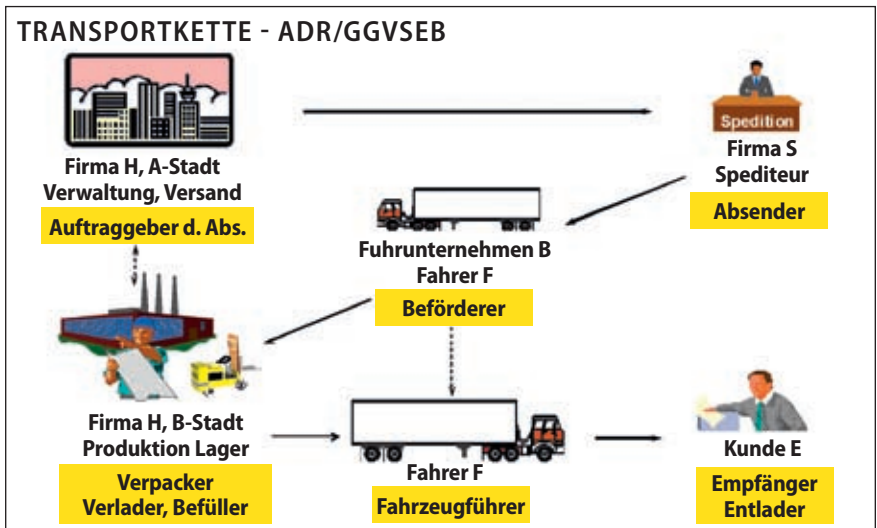 TRANSPORTKETTE - ADR/GGVSEB
Firma H, A-Stadt
Verwaltung, Versand
Auftraggeber d. Abs.
Spedition
Firma S
Spediteur
Absender
Fuhrunternehmen B
Fahrer F
Beförderer
Firma H, B-Stadt
Produktion Lager
Verpacker
Verlader, Befüller
Fahrer F
Fahrzeugführer
Kunde E
Empfänger
Entlader